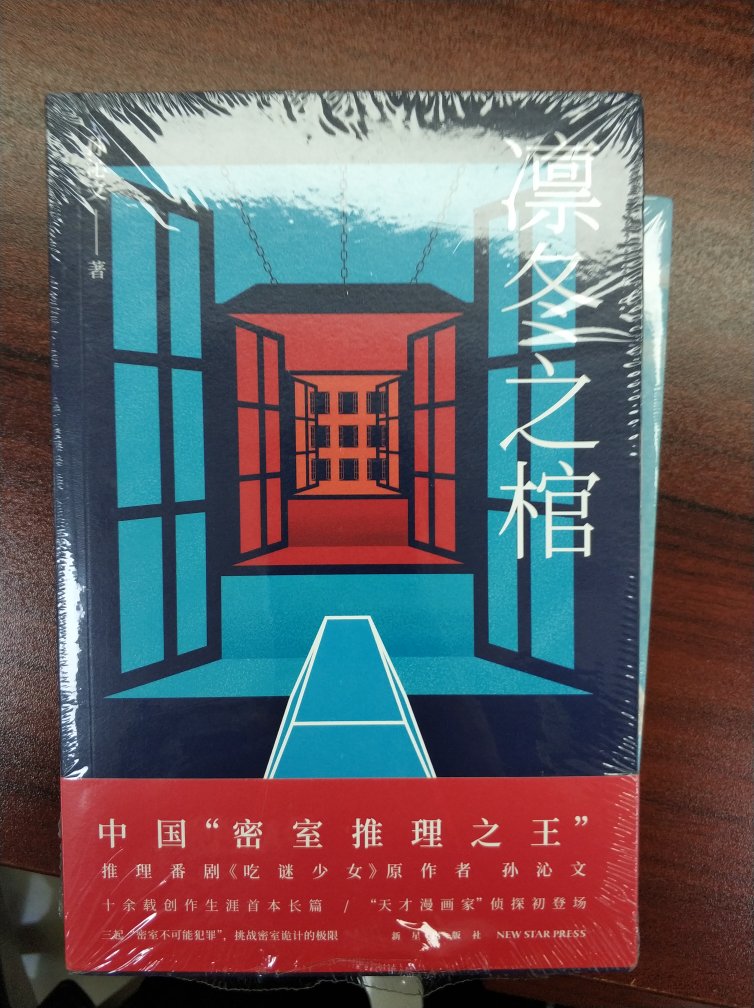 凛冬之棺
孙沁文——著
中国“密室推理之王”
推理番剧《吃谜少女》原作者 孙沁文
十余载创作生涯首本长篇 / “天才漫画家”侦探初登场
三起“密室不可能犯罪”，挑战密室诡计的极限 新星出版社 NEW STAR PRESS